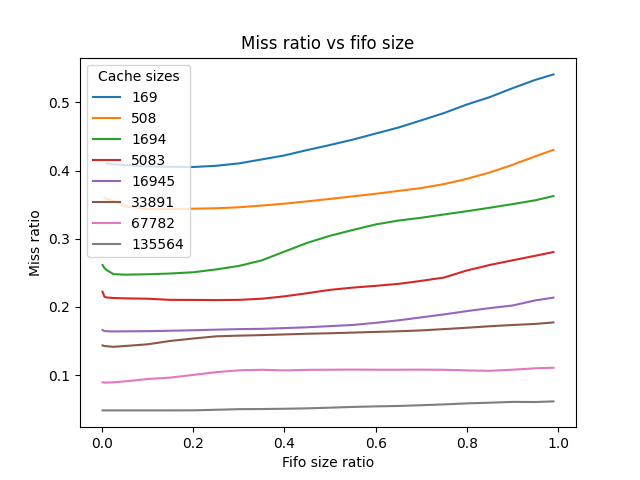 Miss ratio vs fifo size
Cache sizes
169
508
1694
5083
16945
33891
67782
135564
0.5
0.4
0.3
0.2
0.1
Miss ratio
0.0 0.2 0.4 0.6 0.8 1.0
Fifo size ratio